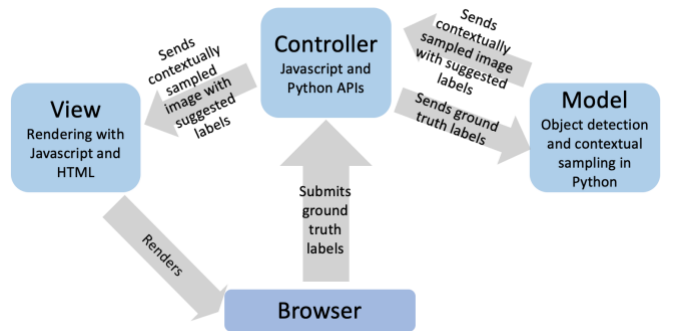 Controller
Javascript and
Python APIs
Sends
contextually
sampled
image with
suggested
labels
Sends
contextually
sampled image
with suggested
labels
View
Rendering with
Javascript and
HTML
Sends ground
truth labels
Model
Object detection
and contextual
sampling in
Python
Submits
ground
truth
labels
Renders
Browser